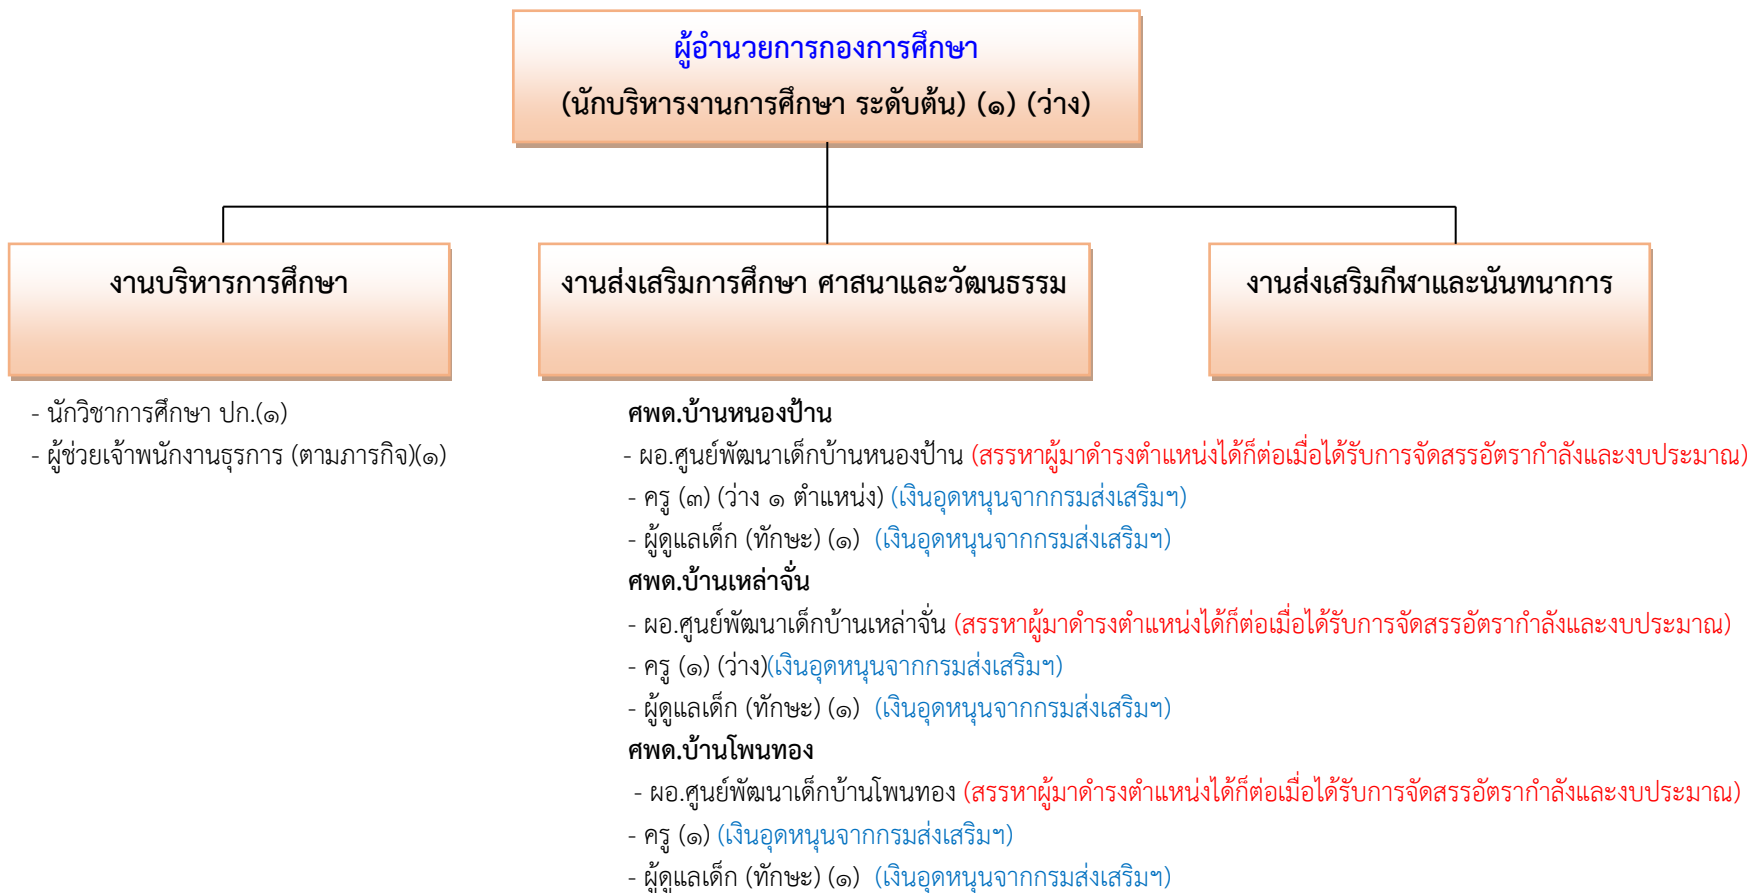 ผู้อำนวยการกองการศึกษา
(นักบริหารงานการศึกษา ระดับต้น) (๑) (ว่าง)
งานบริหารการศึกษา
งานส่งเสริมการศึกษา ศาสนาและวัฒนธรรม
งานส่งเสริมกีฬาและนันทนาการ
- นักวิชาการศึกษา ปก.(๑)
- ผู้ช่วยเจ้าพนักงานธุรการ (ตามภารกิจ)(๑)
ศพด.บ้านหนองป้าน
- ผอ.ศูนย์พัฒนาเด็กบ้านหนองป้าน (สรรหาผู้มาดำรงตำแหน่งได้ก็ต่อเมื่อได้รับการจัดสรรอัตรากำลังและงบประมาณ)
- ครู (๓) (ว่าง ๑ ตำแหน่ง) (เงินอุดหนุนจากกรมส่งเสริมฯ)
- ผู้ดูแลเด็ก (ทักษะ) (๑) (เงินอุดหนุนจากกรมส่งเสริมฯ)
ศพด.บ้านเหล่าจั่น
- ผอ.ศูนย์พัฒนาเด็กบ้านเหล่าจั่น (สรรหาผู้มาดำรงตำแหน่งได้ก็ต่อเมื่อได้รับการจัดสรรอัตรากำลังและงบประมาณ)
- ครู (๑) (ว่าง)(เงินอุดหนุนจากกรมส่งเสริมฯ)
- ผู้ดูแลเด็ก (ทักษะ) (๑) (เงินอุดหนุนจากกรมส่งเสริมฯ)
ศพด.บ้านโพนทอง
- ผอ.ศูนย์พัฒนาเด็กบ้านโพนทอง (สรรหาผู้มาดำรงตำแหน่งได้ก็ต่อเมื่อได้รับการจัดสรรอัตรากำลังและงบประมาณ)
- ครู (๑) (เงินอุดหนุนจากกรมส่งเสริมฯ)
- ผู้ดูแลเด็ก (ทักษะ) (๑) (เงินอุดหนุนจากกรมส่งเสริมฯ)